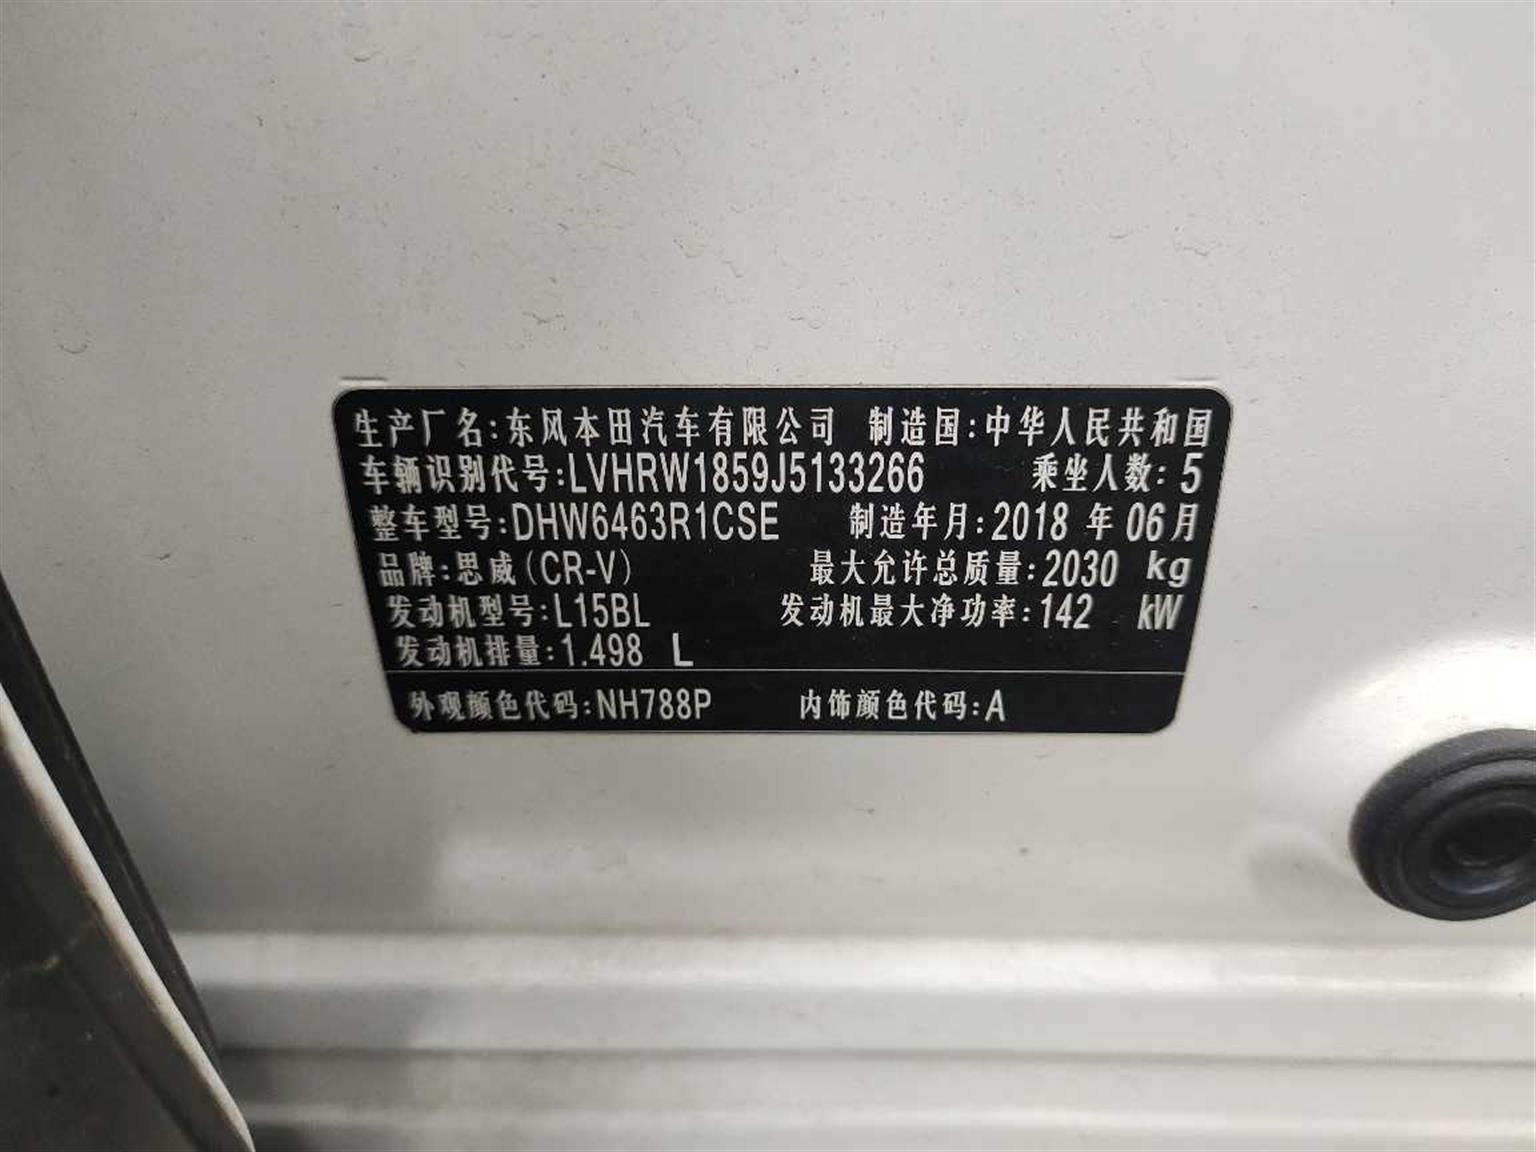 生产厂名:东风本田汽车有限公司 制造国:中华人民共和国
车辆识别代号:LVHRW1859J5133266 乘坐人数:5
整车型号:DHW6463R1CSE 制造年月:2018 年 06月
品牌:思威(CR-V) 最大允许总质量:2030 kg
发动机型号:L15BL 发动机最大净功率:142 kW
发动机排量:1.498 L
外观颜色代码:NH788P 内饰颜色代码:A